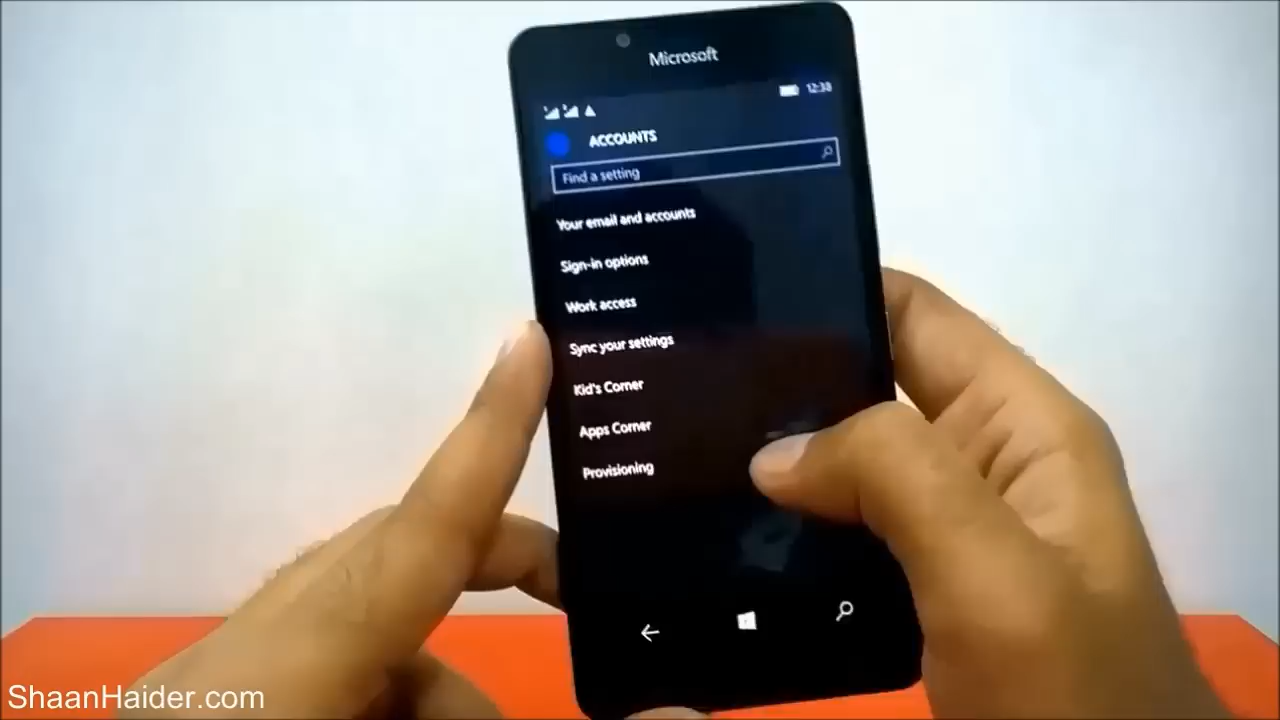 Microsoft
12:38
ACCOUNTS
Find a setting
Your email and accounts
Sign-in options
Work access
Sync your settings
Kid's Corner
Apps Corner
Provisioning
ShaanHaider.com